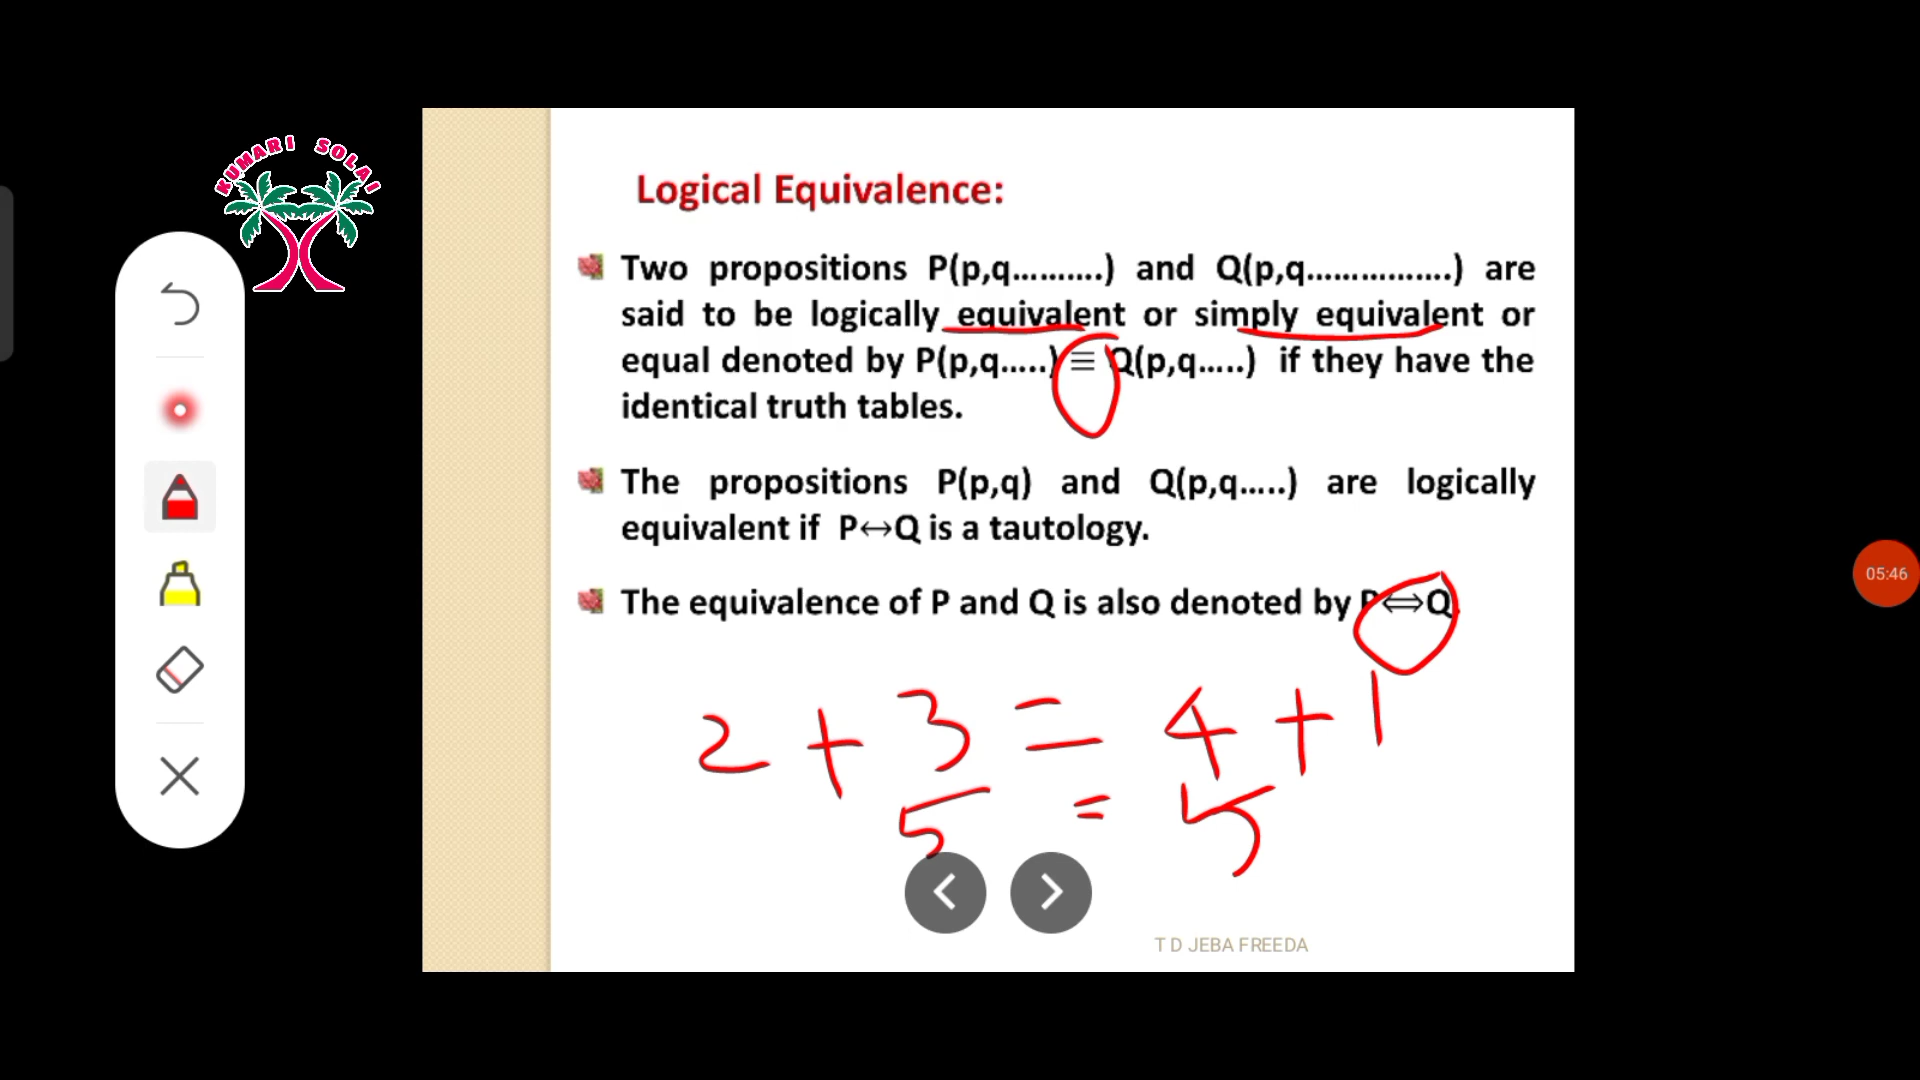 KUMARI SOLAI
Logical Equivalence:
Two propositions P(p,q..........) and Q(p,q................) are
said to be logically equivalent or simply equivalent or
equal denoted by P(p,q.....) ≡ Q(p,q.....) if they have the
identical truth tables.
The propositions P(p,q) and Q(p,q.....) are logically
equivalent if P↔Q is a tautology.
The equivalence of P and Q is also denoted by P⇔Q
2 + 3 = 4 + 1
5 = 5
T D JEBA FREEDA
05:46